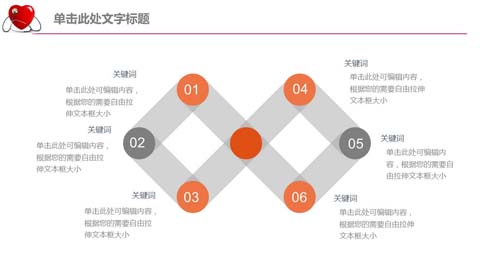 单击此处文字标题
关键词
单击此处可编辑内容，
根据您的需要自由拉伸
文本框大小
01
关键词
单击此处可编辑内容，
根据您的需要自由拉
伸文本框大小
02
关键词
单击此处可编辑内容，
根据您的需要自由拉
伸文本框大小
03
04
关键词
单击此处可编辑内容，
根据您的需要自由拉伸
文本框大小
05
关键词
单击此处可编辑内
容，根据您的需要自
由拉伸文本框大小
06
关键词
单击此处可编辑内容，
根据您的需要自由拉伸
文本框大小